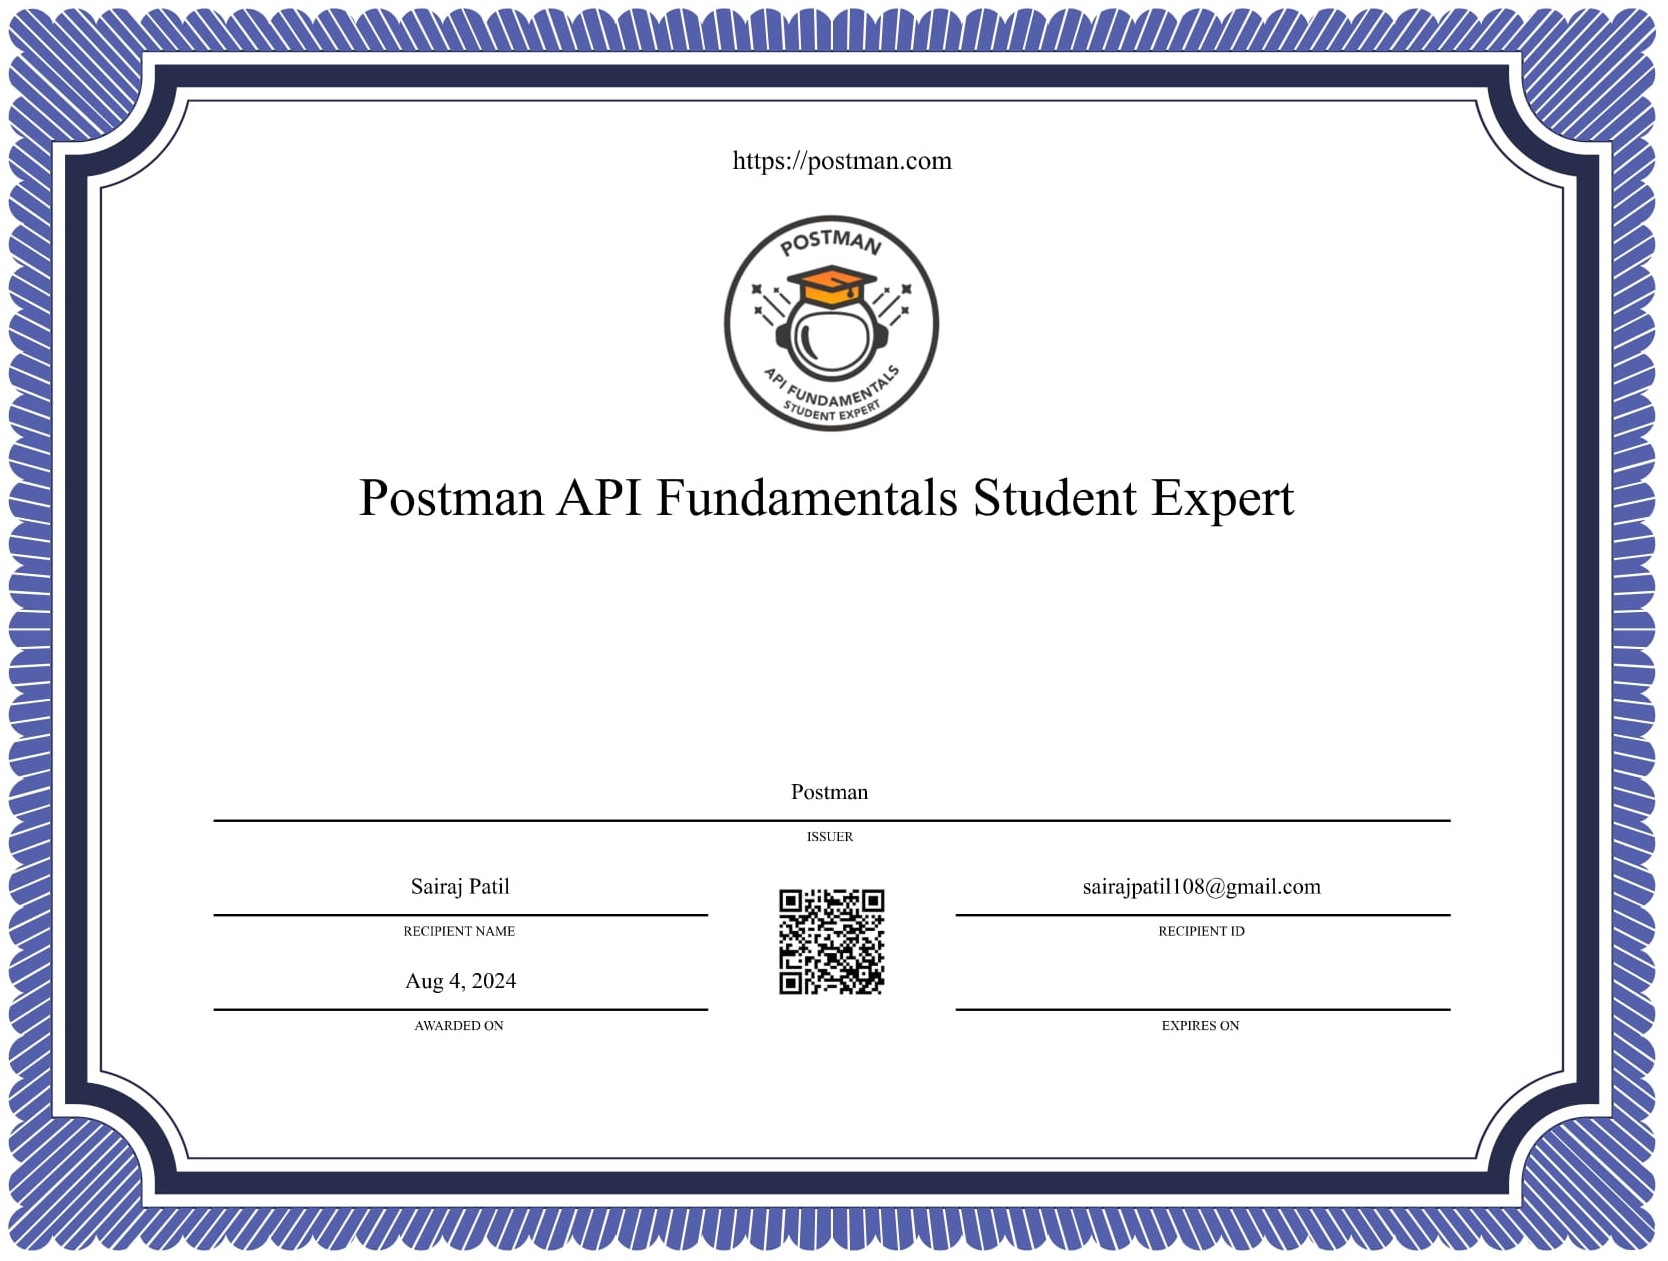 https://postman.com
POSTMAN
API FUNDAMENTALS
STUDENT EXPERT
Postman API Fundamentals Student Expert
Postman
ISSUER
Sairaj Patil
sairajpatil108@gmail.com
RECIPIENT NAME
RECIPIENT ID
Aug 4, 2024
AWARDED ON
EXPIRES ON